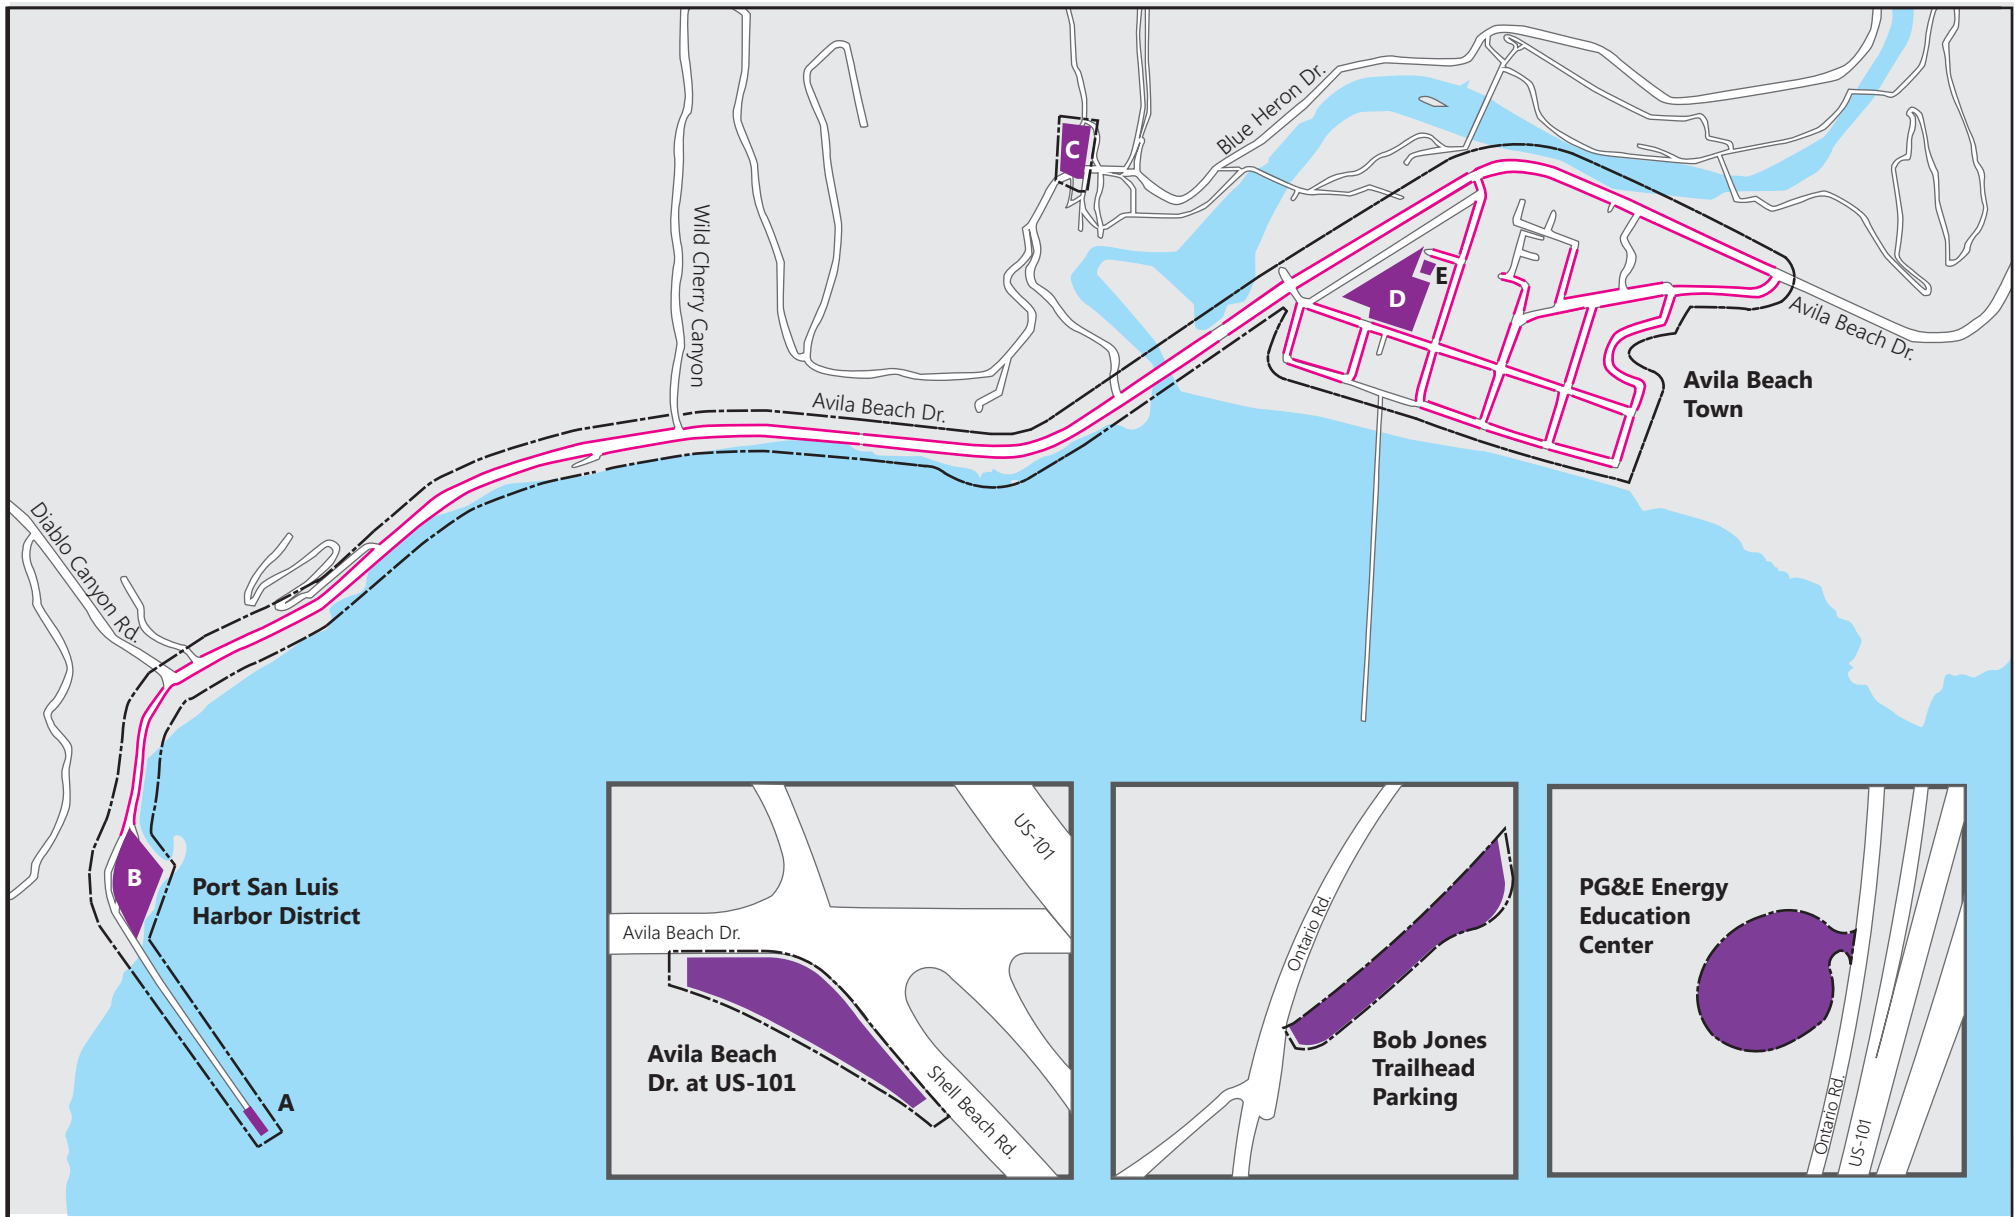 Blue Heron Dr.
C
Wild Cherry Canyon
E
D
Avila Beach Dr.
Avila Beach
Town
Avila Beach Dr.
Diablo Canyon Rd.
B
Port San Luis
Harbor District
A
US-101
Avila Beach Dr.
Avila Beach
Dr. at US-101
Shell Beach Rd.
Ontario Rd.
Bob Jones
Trailhead
Parking
PG&E Energy
Education
Center
Ontario Rd.
US-101